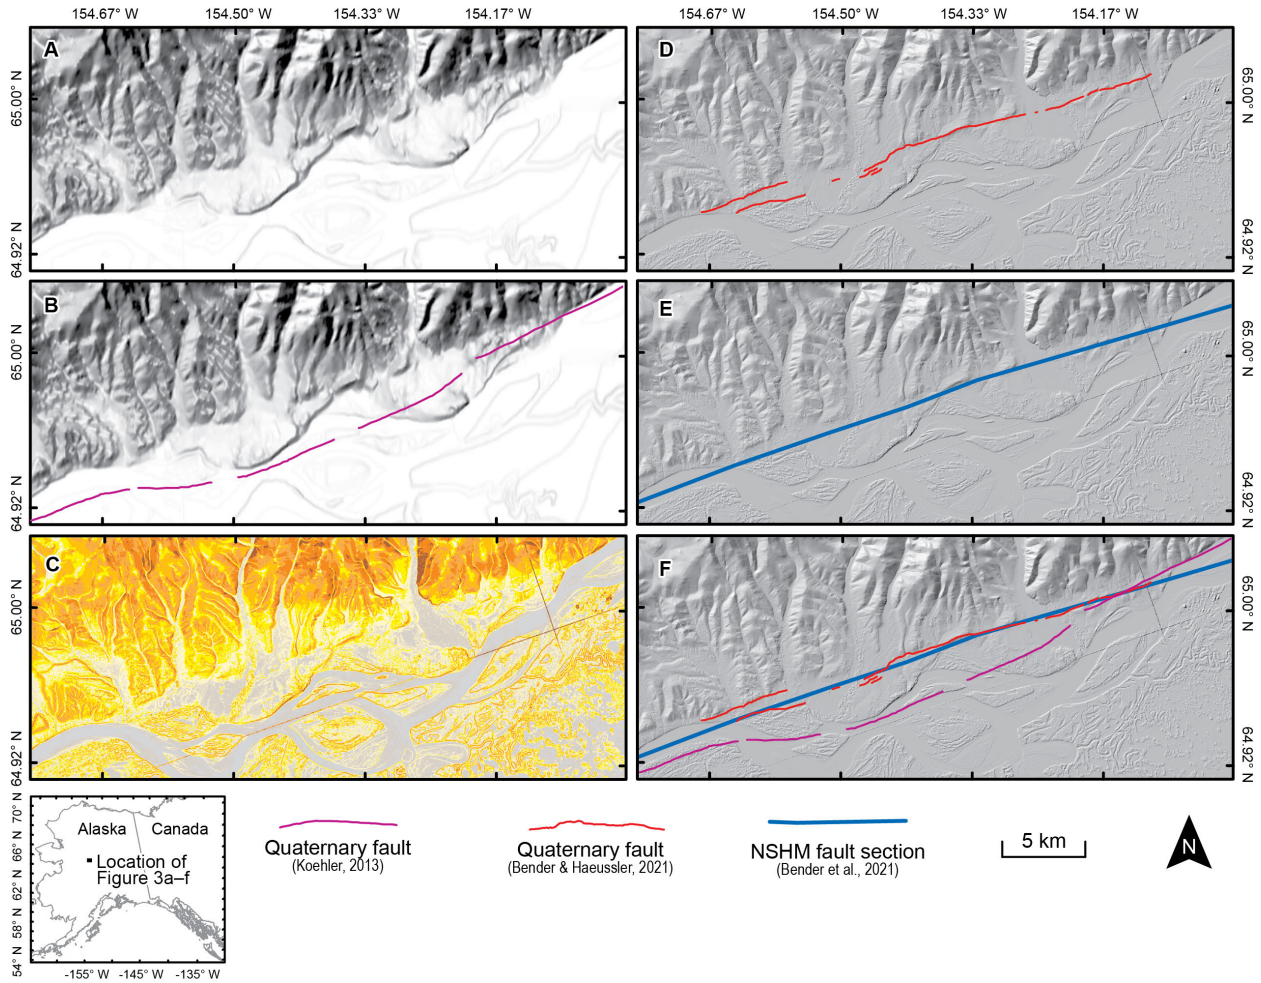 154.67° W 154.50° W 154.33° W 154.17° W
154.67° W 154.50° W 154.33° W 154.17° W
A
D
65.00° N
65.00° N
64.92° N
64.92° N
B
E
65.00° N
65.00° N
64.92° N
64.92° N
C
F
65.00° N
65.00° N
64.92° N
64.92° N
70° N
66° N
62° N
58° N
54° N
Alaska Canada
Location of
Figure 3a–f
-155° W -145° W -135° W
Quaternary fault
(Koehler, 2013)
Quaternary fault
(Bender & Haeussler, 2021)
NSHM fault section
(Bender et al., 2021)
5 km
N